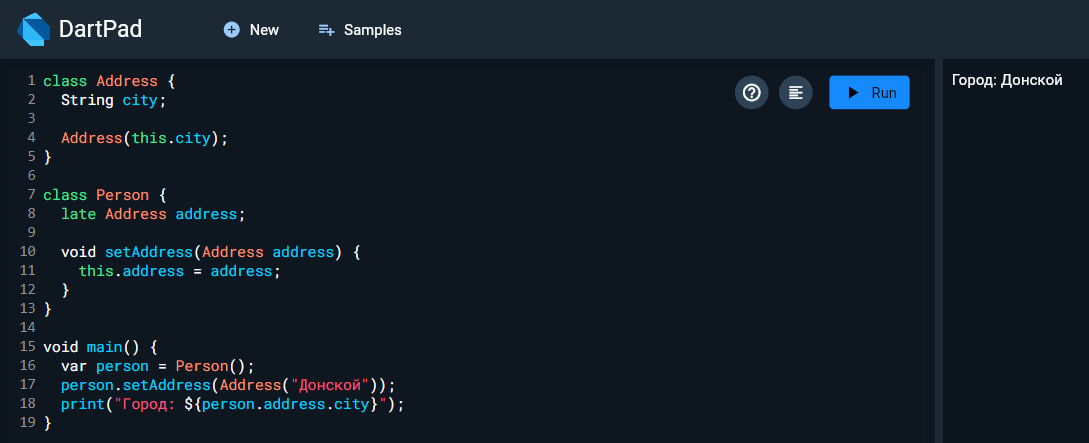 DartPad
New
Samples
Run
1 class Address {
2   String city;
3
4   Address(this.city);
5 }
6
7 class Person {
8   late Address address;
9
10   void setAddress(Address address) {
11     this.address = address;
12   }
13 }
14
15 void main() {
16   var person = Person();
17   person.setAddress(Address("Донской"));
18   print("Город: ${person.address.city}");
19 }
Город: Донской